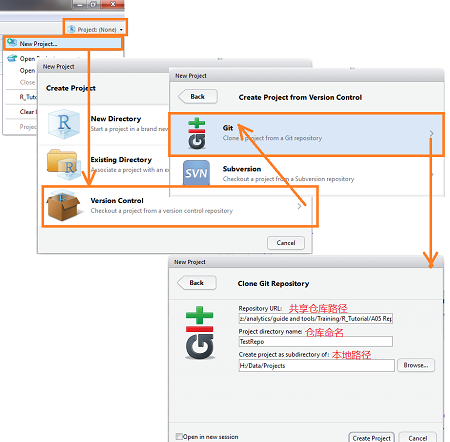 Project: (None)
New Project...
Open
Open
Close
R_Tutorial
Clear
Project
New Project
Create Project
New Directory
Start a project in a brand new
Existing Directory
Associate a project with an
Version Control
Checkout a project from a version control repository
Cancel
New Project
Back
Create Project from Version Control
Git
Clone a project from a Git repository
SVN
Subversion
Checkout a project from a Subversion repository
New Project
Back
Clone Git Repository
Repository URL: 共享仓库路径
z:/analytics/guide and tools/Training/R_Tutorial/A05 Rep
Project directory name: 仓库命名
TestRepo
Create project as subdirectory of: 本地路径
H:/Data/Projects
Browse...
Open in new session
Create Project
Cancel